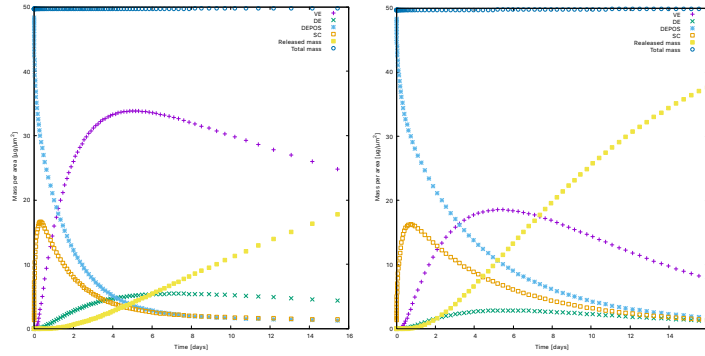 50
40
30
20
10
0
0
2
4
6
8
10
12
14
16
Mass per area [µg/µm²]
Time [days]
VE
DE
DEPOS
SC
Released mass
Total mass
50
40
30
20
10
0
0
2
4
6
8
10
12
14
Mass per area [µg/µm²]
Time [days]
VE
DE
DEPOS
SC
Released mass
Total mass